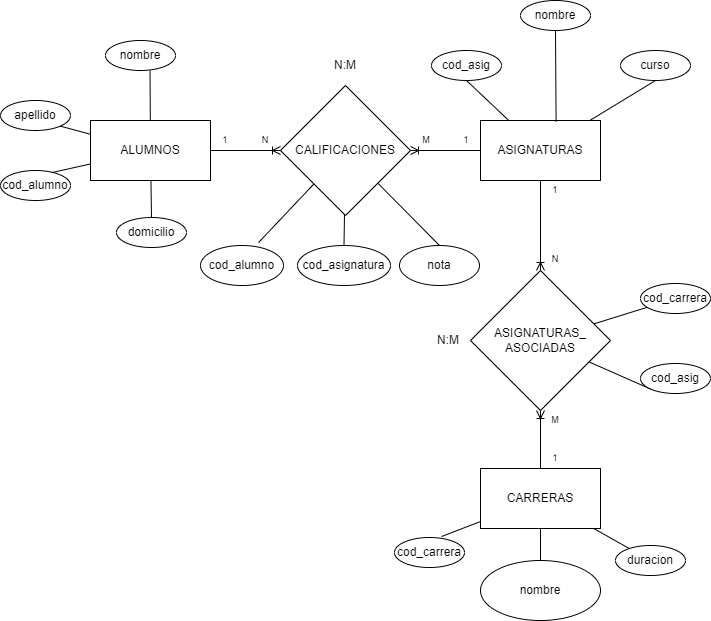 nombre
nombre
cod_asig
curso
N:M
apellido
ALUMNOS
1
N
CALIFICACIONES
M
1
ASIGNATURAS
cod_alumno
1
domicilio
cod_alumno
cod_asignatura
nota
N
cod_carrera
N:M
ASIGNATURAS_
ASOCIADAS
cod_asig
M
1
CARRERAS
cod_carrera
duracion
nombre